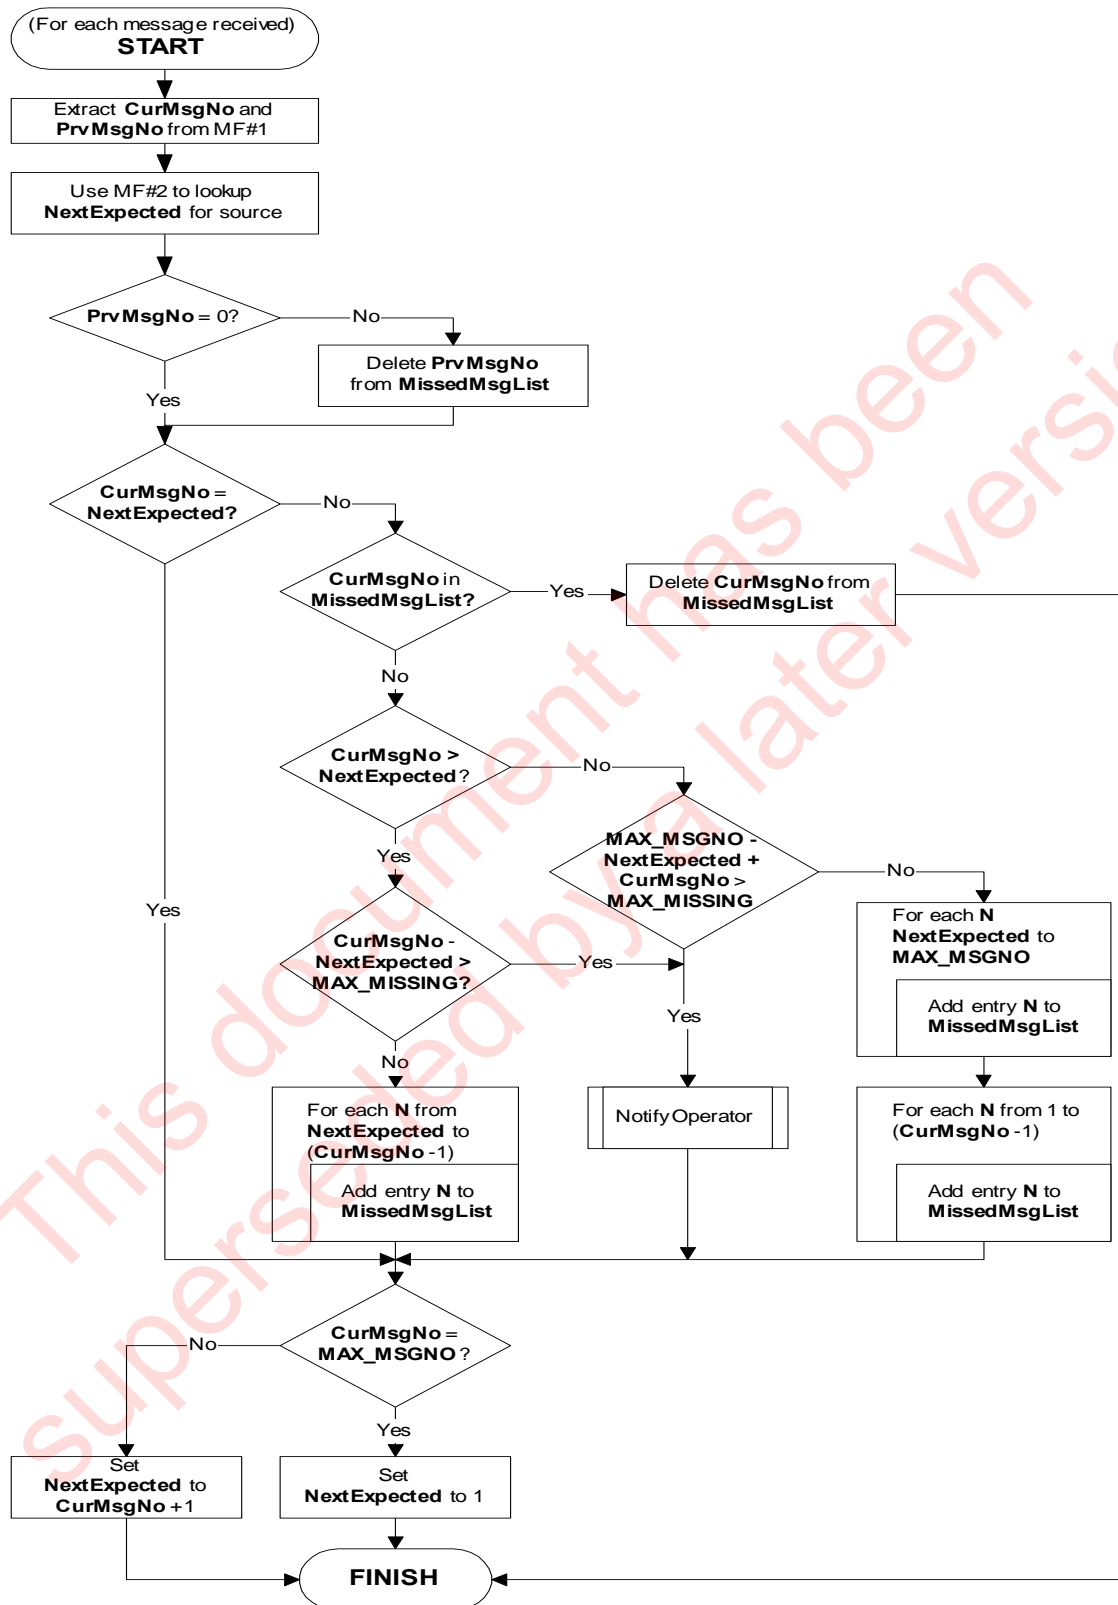 (For each message received)
START
Extract CurMsgNo and
PrvMsgNo from MF#1
Use MF#2 to lookup
NextExpected for source
PrvMsgNo = 0?
No
Delete PrvMsgNo
from MissedMsgList
Yes
CurMsgNo =
NextExpected?
No
CurMsgNo in
MissedMsgList?
Yes
Delete CurMsgNo from
MissedMsgList
No
CurMsgNo >
NextExpected?
No
MAX_MSGNO -
NextExpected +
CurMsgNo >
MAX_MISSING
No
Yes
Yes
For each N
NextExpected to
MAX_MSGNO
Add entry N to
MissedMsgList
CurMsgNo -
NextExpected >
MAX_MISSING?
Yes
Yes
No
For each N from
NextExpected to
(CurMsgNo -1)
Add entry N to
MissedMsgList
Notify Operator
For each N from 1 to
(CurMsgNo -1)
Add entry N to
MissedMsgList
CurMsgNo =
MAX_MSGNO ?
No
Yes
Set
NextExpected to
CurMsgNo +1
Set
NextExpected to 1
FINISH
This document has been
superseded by a later versio